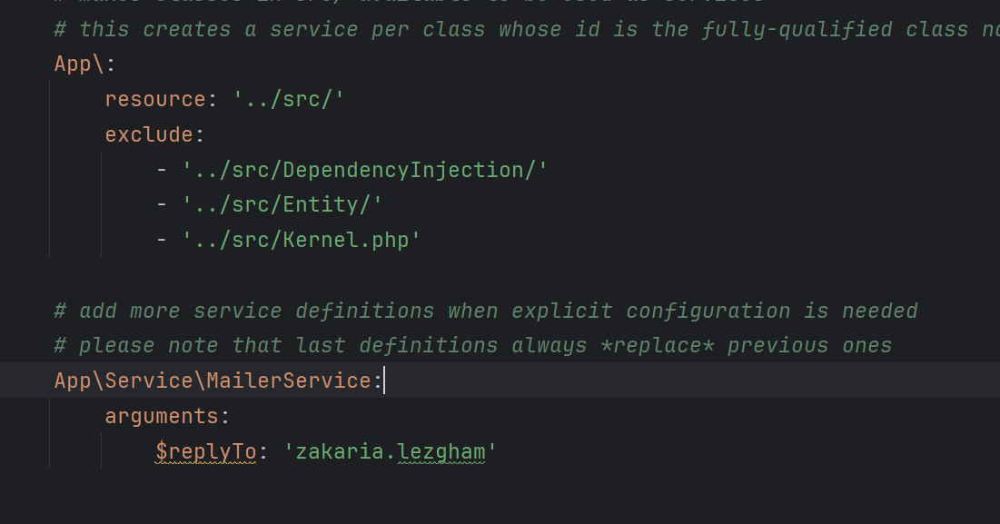 # this creates a service per class whose id is the fully-qualified class
App\:
resource: '../src/'
exclude:
- '../src/DependencyInjection/'
- '../src/Entity/'
- '../src/Kernel.php'
# add more service definitions when explicit configuration is needed
# please note that last definitions always *replace* previous ones
App\Service\MailerService:
arguments:
$replyTo: 'zakaria.lezgham'